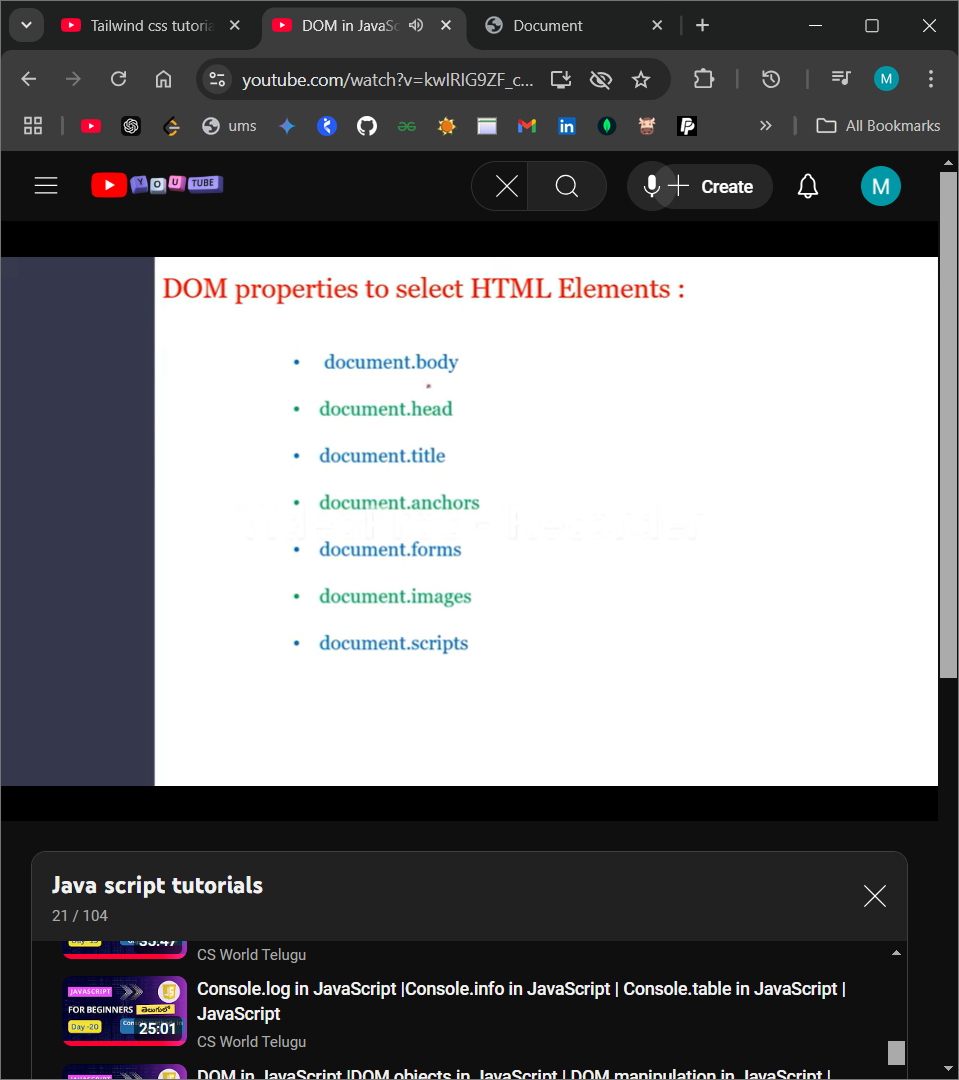 Tailwind css tutoria
DOM in JavaSc
Document
youtube.com/watch?v=kwlRlG9ZF_c...
ums
All Bookmarks
YOUTUBE
Create
M
DOM properties to select HTML Elements :
• document.body
• document.head
• document.title
• document.anchors
• document.forms
• document.images
• document.scripts
Java script tutorials
21 / 104
35:47
CS World Telugu
JAVASCRIPT
FOR BEGINNERS తెలుగులో
Day -20
25:01
Console.log in JavaScript |Console.info in JavaScript | Console.table in JavaScript |
JavaScript
CS World Telugu
DOM in JavaScript |DOM objects in JavaScript | DOM manipulation in JavaScript |